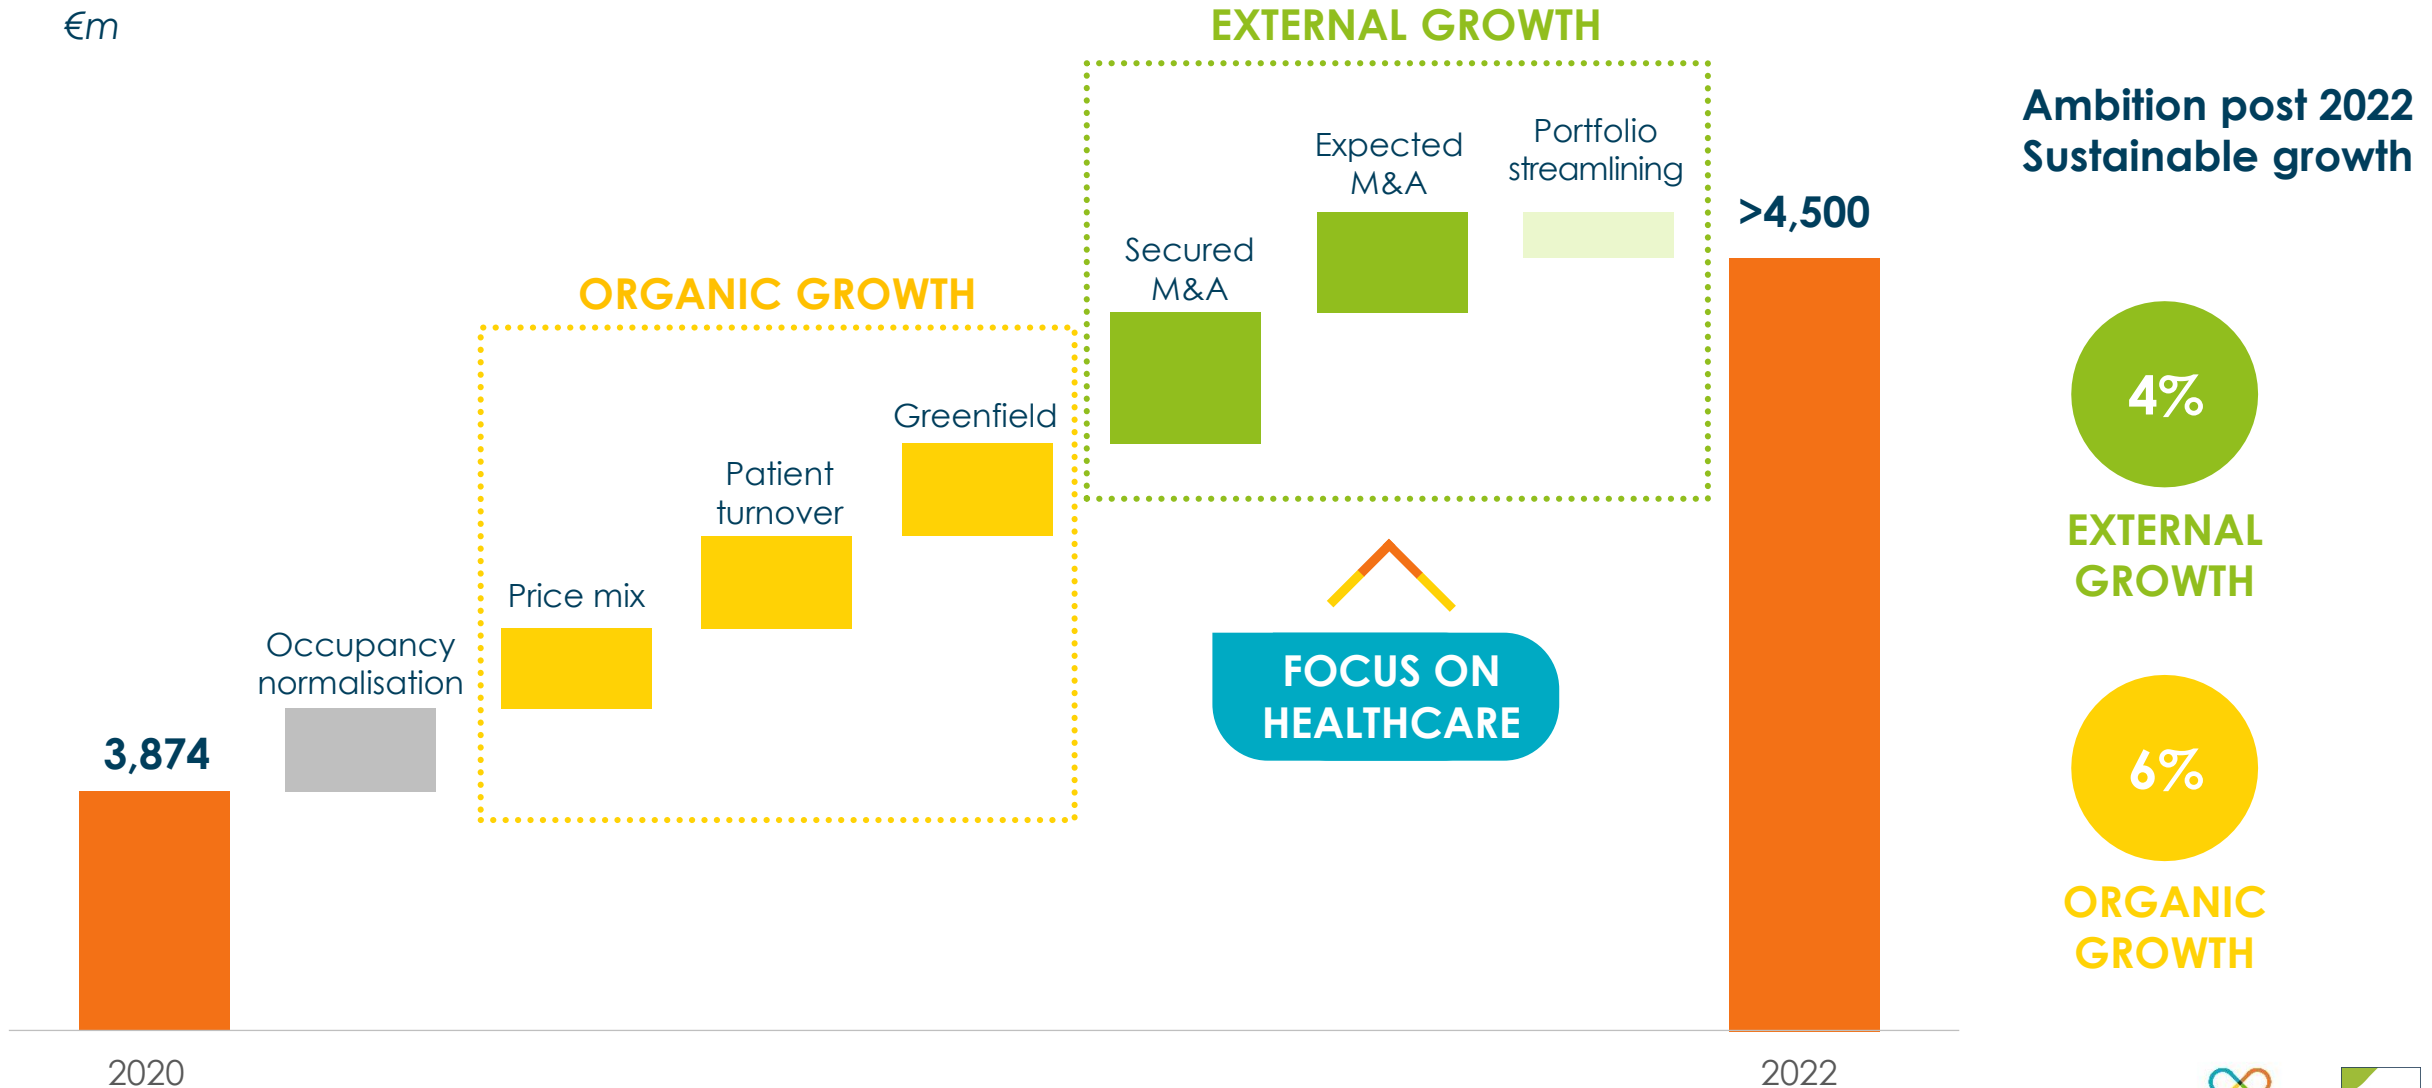 €m
EXTERNAL GROWTH
Ambition post 2022
Sustainable growth
Portfolio
streamlining
Expected
M&A
>4,500
Secured
M&A
ORGANIC GROWTH
Greenfield
Patient
turnover
Price mix
Occupancy
normalisation
3,874
FOCUS ON
HEALTHCARE
4%
EXTERNAL
GROWTH
6%
ORGANIC
GROWTH
2020
2022